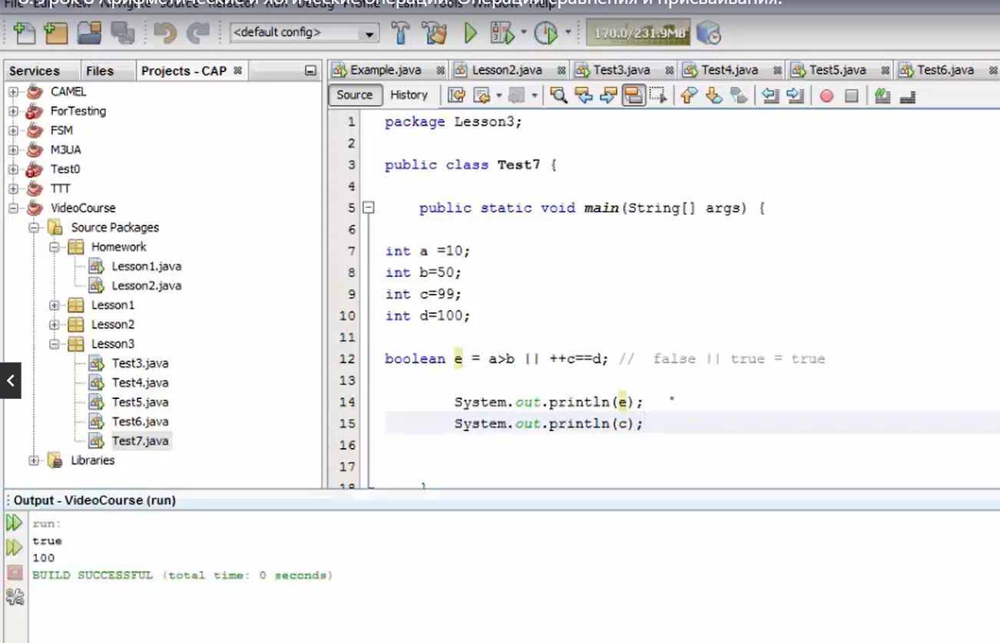 3. Урок 3 Арифметические и логические операции. Операции сравнения и присваивания.
<default config>
170.0/231.9MB
Services Files Projects - CAP
CAMEL
ForTesting
FSM
M3UA
Test0
TTT
VideoCourse
Source Packages
Homework
Lesson1.java
Lesson2.java
Lesson1
Lesson2
Lesson3
Test3.java
Test4.java
Test5.java
Test6.java
Test7.java
Libraries
Example.java Lesson2.java Test3.java Test4.java Test5.java Test6.java
Source History
1 package Lesson3;
2
3 public class Test7 {
4
5 public static void main(String[] args) {
6
7 int a =10;
8 int b=50;
9 int c=99;
10 int d=100;
11
12 boolean e = a>b || ++c==d; // false || true = true
13
14 System.out.println(e);
15 System.out.println(c);
16
17
18 }
Output - VideoCourse (run)
run:
true
100
BUILD SUCCESSFUL (total time: 0 seconds)